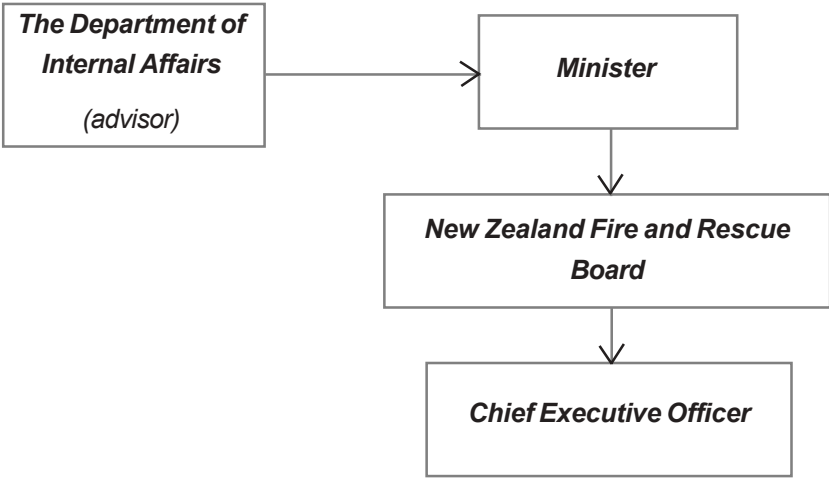 The Department of
Internal Affairs
(advisor)
Minister
New Zealand Fire and Rescue
Board
Chief Executive Officer